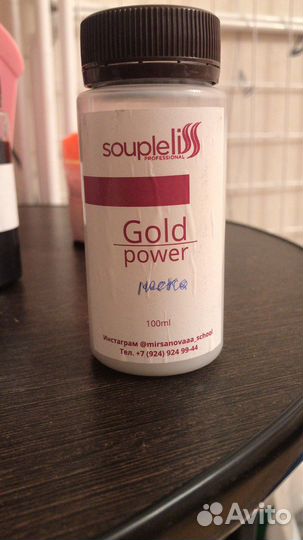 soupleliss
PROFESSIONAL
Gold
power
маска
100ml
Инстаграм @mirsanovaaa_school
Тел. +7 (924) 924 99-44
Avito